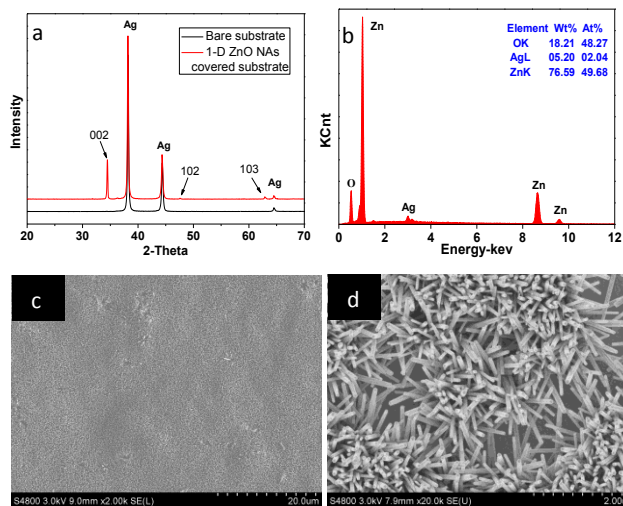 a
Ag
Bare substrate
1-D ZnO NAs
covered substrate
002
Ag
102
103
Ag
Intensity
20 30 40 50 60 70
2-Theta
b
Zn
Element Wt% At%
OK 18.21 48.27
AgL 05.20 02.04
ZnK 76.59 49.68
KCnt
O
Ag
Zn
Zn
0 2 4 6 8 10 12
Energy-kev
c
S4800 3.0kV 9.0mm x2.00k SE(L) 20.0um
d
S4800 3.0kV 7.9mm x20.0k SE(U) 2.00